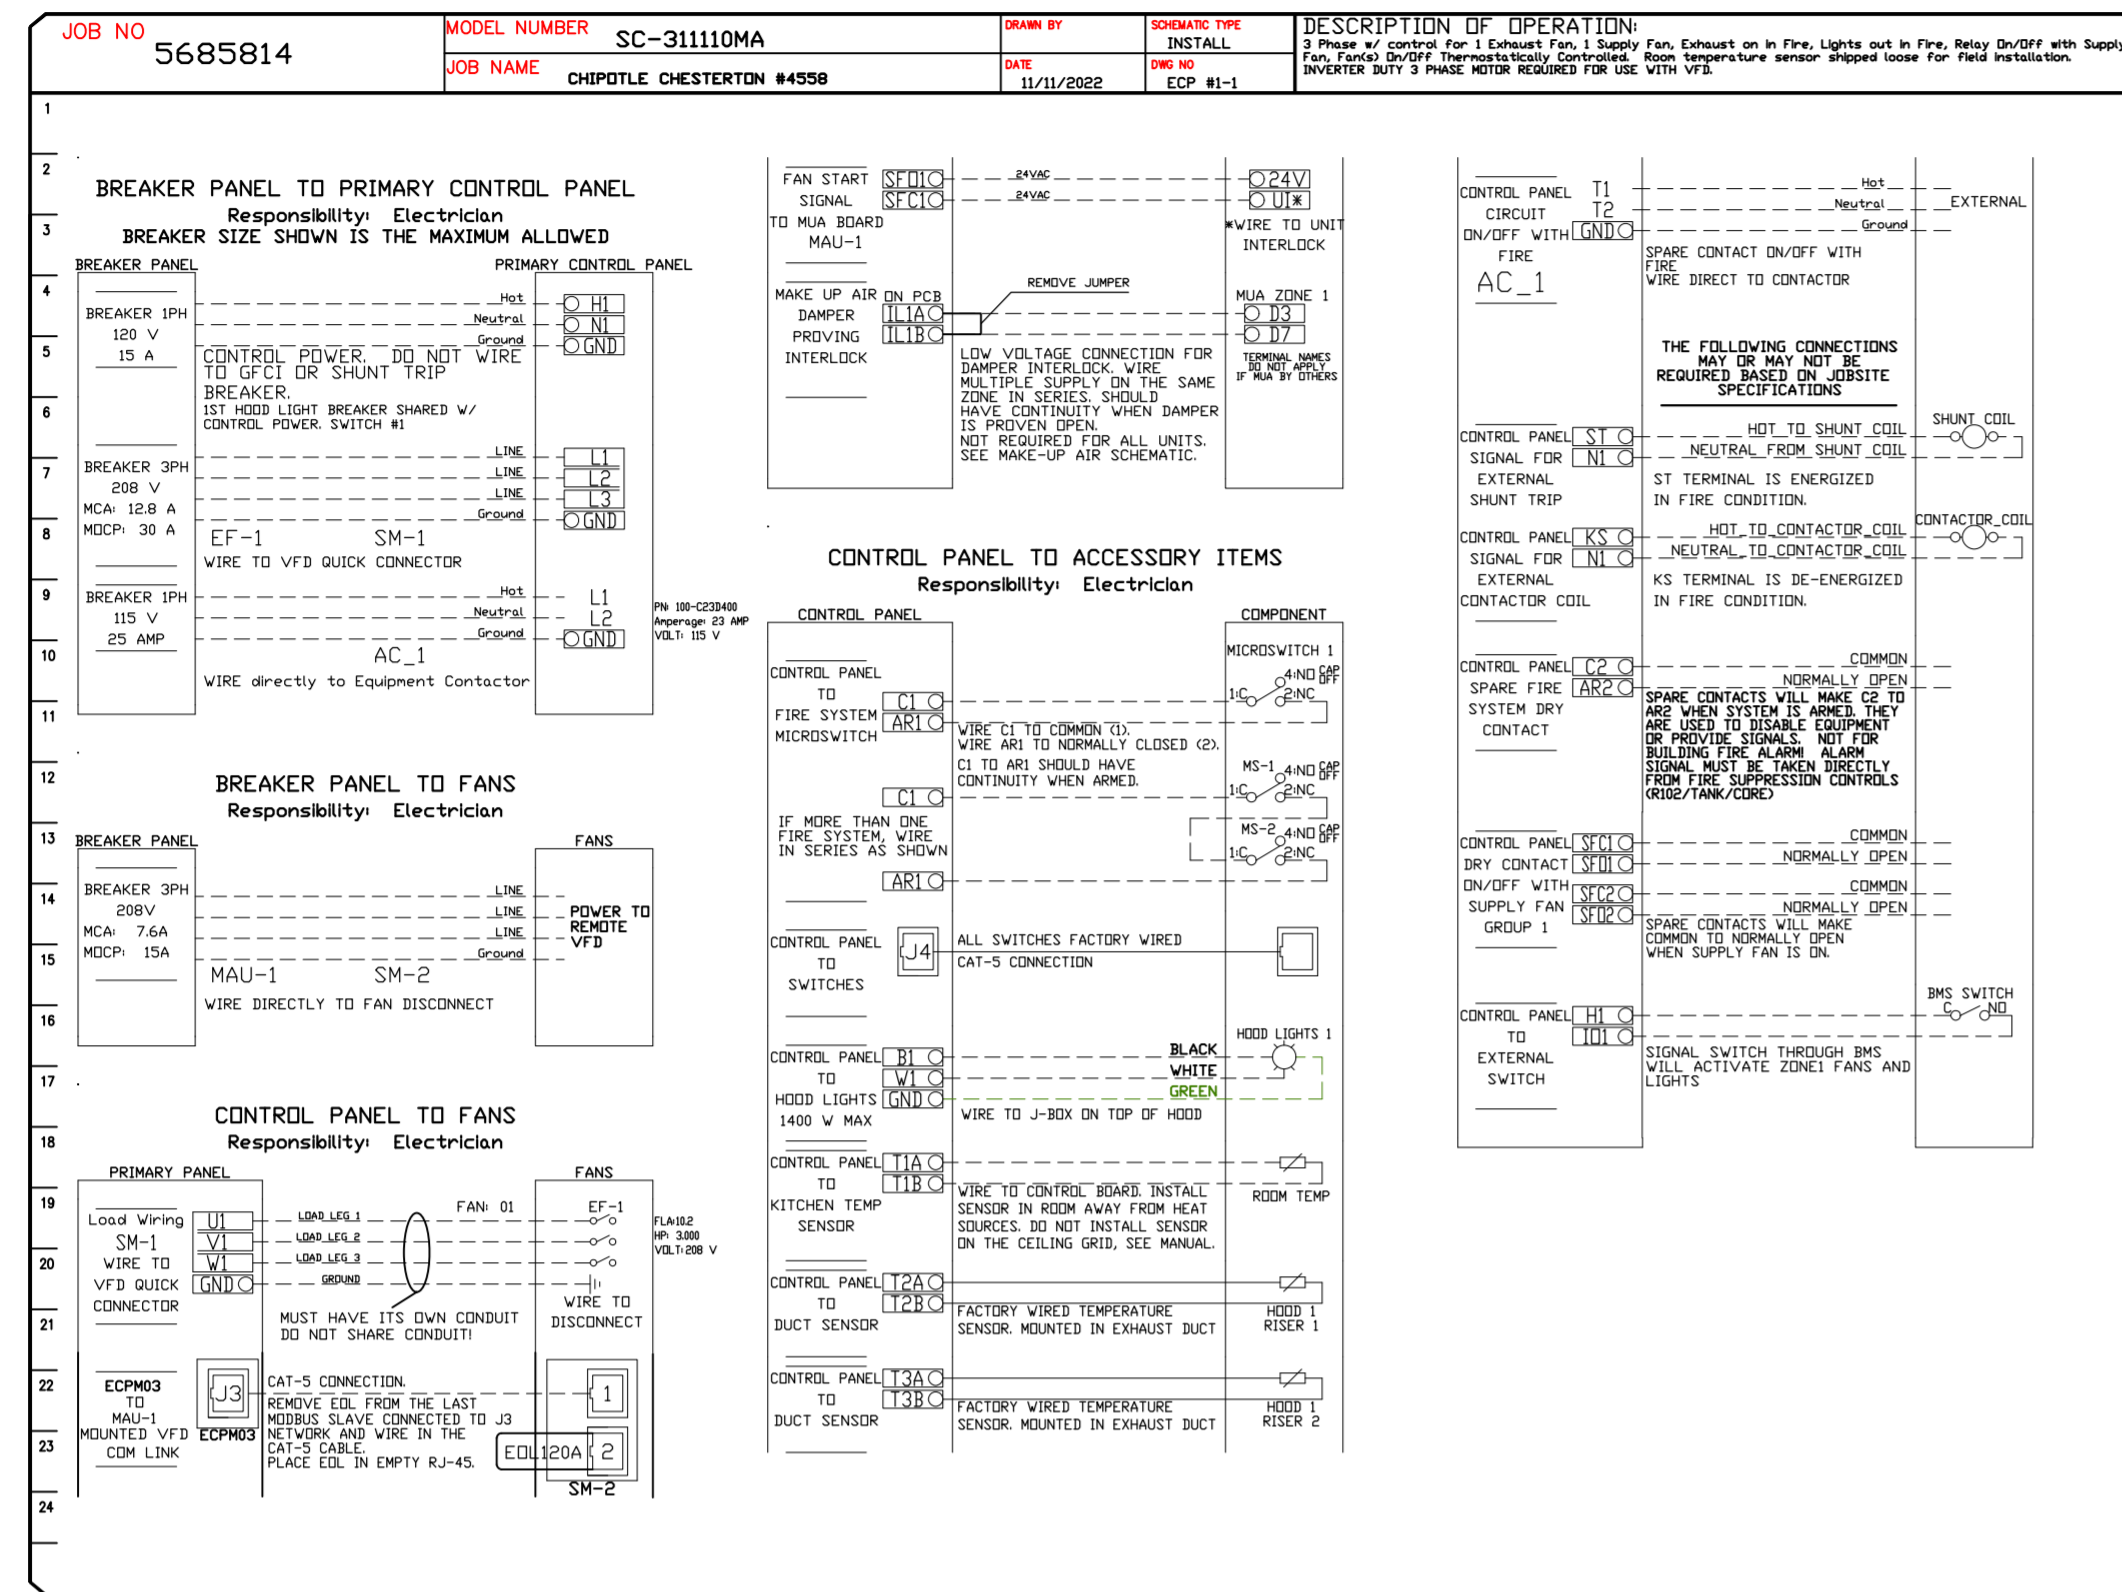 JOB NO
5685814
MODEL NUMBER
SC-311110MA
JOB NAME
CHIPOTLE CHESTERTON #4558
DRAWN BY
DATE
11/11/2022
SCHEMATIC TYPE
INSTALL
DWG NO
ECP #1-1
DESCRIPTION OF OPERATION:
3 Phase w/ control for 1 Exhaust Fan, 1 Supply Fan, Exhaust on in Fire, Lights out in Fire, Relay On/Off with Supply
Fan, Fan(s) On/Off Thermostatically Controlled. Room temperature sensor shipped loose for field installation.
INVERTER DUTY 3 PHASE MOTOR REQUIRED FOR USE WITH VFD.
1
2
3
4
5
6
7
8
9
10
11
12
13
14
15
16
17
18
19
20
21
22
23
24
BREAKER PANEL TO PRIMARY CONTROL PANEL
Responsibility: Electrician
BREAKER SIZE SHOWN IS THE MAXIMUM ALLOWED
BREAKER PANEL
PRIMARY CONTROL PANEL
BREAKER 1PH
120 V
15 A
Hot
H1
Neutral
N1
Ground
GND
CONTROL POWER. DO NOT WIRE
TO GFCI OR SHUNT TRIP
BREAKER.
1ST HOOD LIGHT BREAKER SHARED W/
CONTROL POWER. SWITCH #1
BREAKER 3PH
208 V
MCA: 12.8 A
MOCP: 30 A
LINE
L1
LINE
L2
LINE
L3
Ground
GND
EF-1 SM-1
WIRE TO VFD QUICK CONNECTOR
BREAKER 1PH
115 V
25 AMP
Hot
L1
Neutral
L2
Ground
GND
PN: 100-C23D400
Amperage: 23 AMP
VOLT: 115 V
AC_1
WIRE directly to Equipment Contactor
BREAKER PANEL TO FANS
Responsibility: Electrician
BREAKER PANEL
FANS
BREAKER 3PH
208V
MCA: 7.6A
MOCP: 15A
LINE
LINE
LINE
Ground
POWER TO
REMOTE
VFD
MAU-1 SM-2
WIRE DIRECTLY TO FAN DISCONNECT
CONTROL PANEL TO FANS
Responsibility: Electrician
PRIMARY PANEL
FANS
Load Wiring
SM-1
WIRE TO
VFD QUICK
CONNECTOR
U1
V1
W1
GND
LOAD LEG 1
LOAD LEG 2
LOAD LEG 3
GROUND
FAN: 01
EF-1
FLA:10.2
HP: 3.000
VOLT:208 V
WIRE TO
DISCONNECT
MUST HAVE ITS OWN CONDUIT
DO NOT SHARE CONDUIT!
ECPM03
TO
MAU-1
MOUNTED VFD
COM LINK
J3
ECPM03
CAT-5 CONNECTION.
REMOVE EOL FROM THE LAST
MODBUS SLAVE CONNECTED TO J3
NETWORK AND WIRE IN THE
CAT-5 CABLE.
PLACE EOL IN EMPTY RJ-45.
1
EOL120A
2
SM-2
FAN START
SIGNAL
TO MUA BOARD
MAU-1
SFO1
SFC1
24VAC
24VAC
24V
UI*
*WIRE TO UNIT
INTERLOCK
MAKE UP AIR
DAMPER
PROVING
INTERLOCK
ON PCB
IL1A
IL1B
REMOVE JUMPER
MUA ZONE 1
D3
D7
TERMINAL NAMES
DO NOT APPLY
IF MUA BY OTHERS
LOW VOLTAGE CONNECTION FOR
DAMPER INTERLOCK. WIRE
MULTIPLE SUPPLY ON THE SAME
ZONE IN SERIES. SHOULD
HAVE CONTINUITY WHEN DAMPER
IS PROVEN OPEN.
NOT REQUIRED FOR ALL UNITS.
SEE MAKE-UP AIR SCHEMATIC.
CONTROL PANEL TO ACCESSORY ITEMS
Responsibility: Electrician
CONTROL PANEL
COMPONENT
CONTROL PANEL
TO
FIRE SYSTEM
MICROSWITCH
C1
AR1
MICROSWITCH 1
4:NO CAP OFF
1:C
2:NC
WIRE C1 TO COMMON (1).
WIRE AR1 TO NORMALLY CLOSED (2).
C1 TO AR1 SHOULD HAVE
CONTINUITY WHEN ARMED.
C1
IF MORE THAN ONE
FIRE SYSTEM, WIRE
IN SERIES AS SHOWN
AR1
MS-1
4:NO CAP OFF
1:C
2:NC
MS-2
4:NO CAP OFF
1:C
2:NC
CONTROL PANEL
TO
SWITCHES
J4
ALL SWITCHES FACTORY WIRED
CAT-5 CONNECTION
CONTROL PANEL
TO
HOOD LIGHTS
1400 W MAX
B1
W1
GND
BLACK
WHITE
GREEN
HOOD LIGHTS 1
WIRE TO J-BOX ON TOP OF HOOD
CONTROL PANEL
TO
KITCHEN TEMP
SENSOR
T1A
T1B
ROOM TEMP
WIRE TO CONTROL BOARD. INSTALL
SENSOR IN ROOM AWAY FROM HEAT
SOURCES. DO NOT INSTALL SENSOR
ON THE CEILING GRID, SEE MANUAL.
CONTROL PANEL
TO
DUCT SENSOR
T2A
T2B
FACTORY WIRED TEMPERATURE
SENSOR. MOUNTED IN EXHAUST DUCT
HOOD 1
RISER 1
CONTROL PANEL
TO
DUCT SENSOR
T3A
T3B
FACTORY WIRED TEMPERATURE
SENSOR. MOUNTED IN EXHAUST DUCT
HOOD 1
RISER 2
CONTROL PANEL
CIRCUIT
ON/OFF WITH
FIRE
AC_1
T1
T2
GND
Hot
Neutral
Ground
EXTERNAL
SPARE CONTACT ON/OFF WITH
FIRE
WIRE DIRECT TO CONTACTOR
THE FOLLOWING CONNECTIONS
MAY OR MAY NOT BE
REQUIRED BASED ON JOBSITE
SPECIFICATIONS
CONTROL PANEL
SIGNAL FOR
EXTERNAL
SHUNT TRIP
ST
N1
HOT TO SHUNT COIL
NEUTRAL FROM SHUNT COIL
SHUNT COIL
ST TERMINAL IS ENERGIZED
IN FIRE CONDITION.
CONTROL PANEL
SIGNAL FOR
EXTERNAL
CONTACTOR COIL
KS
N1
HOT TO CONTACTOR COIL
NEUTRAL TO CONTACTOR COIL
CONTACTOR COIL
KS TERMINAL IS DE-ENERGIZED
IN FIRE CONDITION.
CONTROL PANEL
SPARE FIRE
SYSTEM DRY
CONTACT
C2
AR2
COMMON
NORMALLY OPEN
SPARE CONTACTS WILL MAKE C2 TO
AR2 WHEN SYSTEM IS ARMED. THEY
ARE USED TO DISABLE EQUIPMENT
OR PROVIDE SIGNALS. NOT FOR
BUILDING FIRE ALARM! ALARM
SIGNAL MUST BE TAKEN DIRECTLY
FROM FIRE SUPPRESSION CONTROLS
(R102/TANK/CORE)
CONTROL PANEL
DRY CONTACT
ON/OFF WITH
SUPPLY FAN
GROUP 1
SFC1
SFO1
SFC2
SFO2
COMMON
NORMALLY OPEN
COMMON
NORMALLY OPEN
SPARE CONTACTS WILL MAKE
COMMON TO NORMALLY OPEN
WHEN SUPPLY FAN IS ON.
CONTROL PANEL
TO
EXTERNAL
SWITCH
H1
IO1
BMS SWITCH
C
NO
SIGNAL SWITCH THROUGH BMS
WILL ACTIVATE ZONE1 FANS AND
LIGHTS